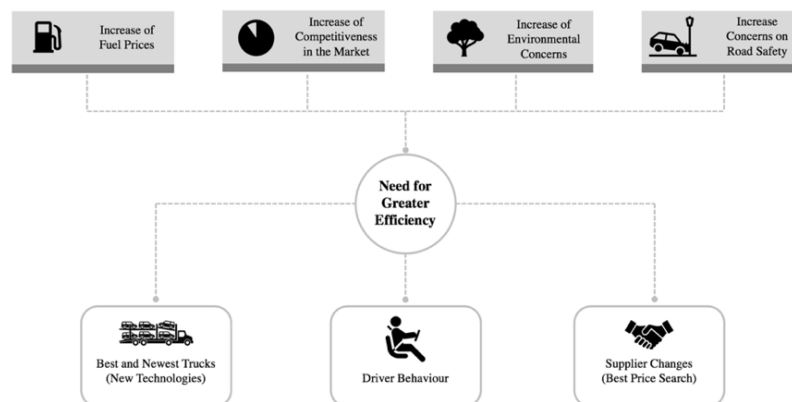 Increase of
Fuel Prices
Increase of
Competitiveness
in the Market
Increase of
Environmental
Concerns
Increase
Concerns on
Road Safety
Need for
Greater
Efficiency
Best and Newest Trucks
(New Technologies)
Driver Behaviour
Supplier Changes
(Best Price Search)